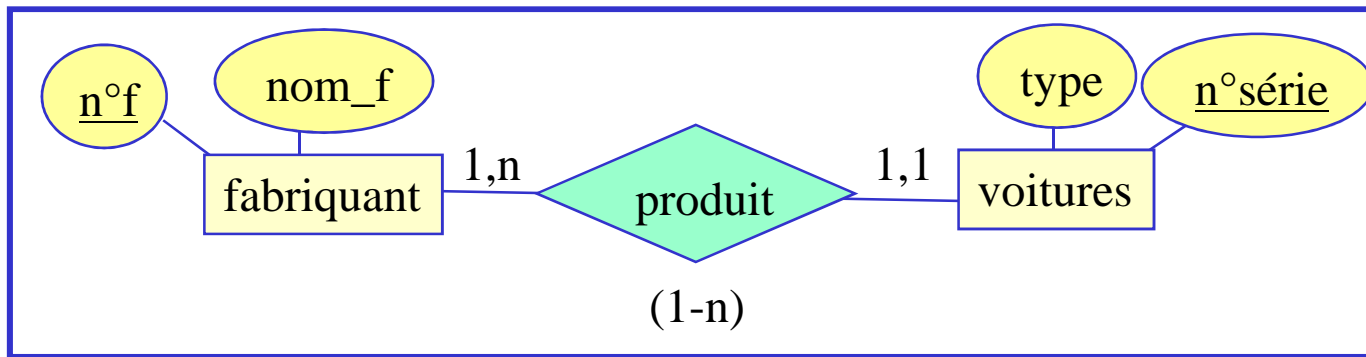 n°f nom_f type n°série
fabriquant 1,n produit 1,1 voitures
(1-n)